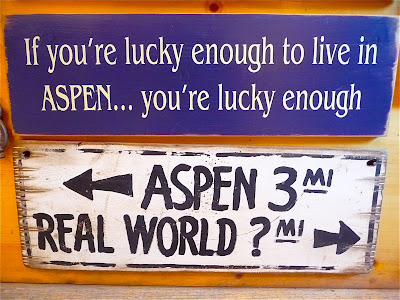 If you're lucky enough to live in
ASPEN... you're lucky enough
ASPEN 3 MI
REAL WORLD ? MI